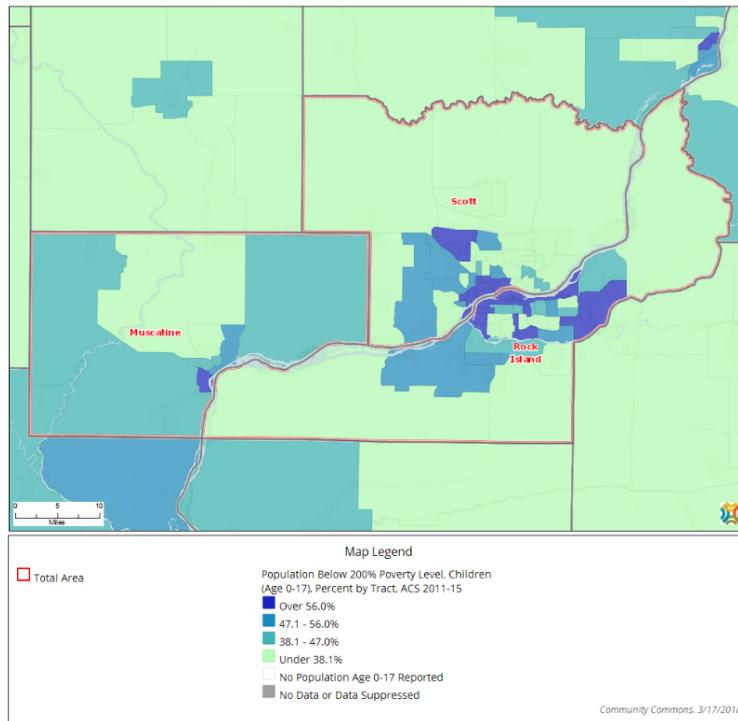 Scott
Muscatine
Rock
Island
0 5 10
Miles
Map Legend
Total Area
Population Below 200% Poverty Level, Children
(Age 0-17), Percent by Tract, ACS 2011-15
Over 56.0%
47.1 - 56.0%
38.1 - 47.0%
Under 38.1%
No Population Age 0-17 Reported
No Data or Data Suppressed
Community Commons, 3/17/2018